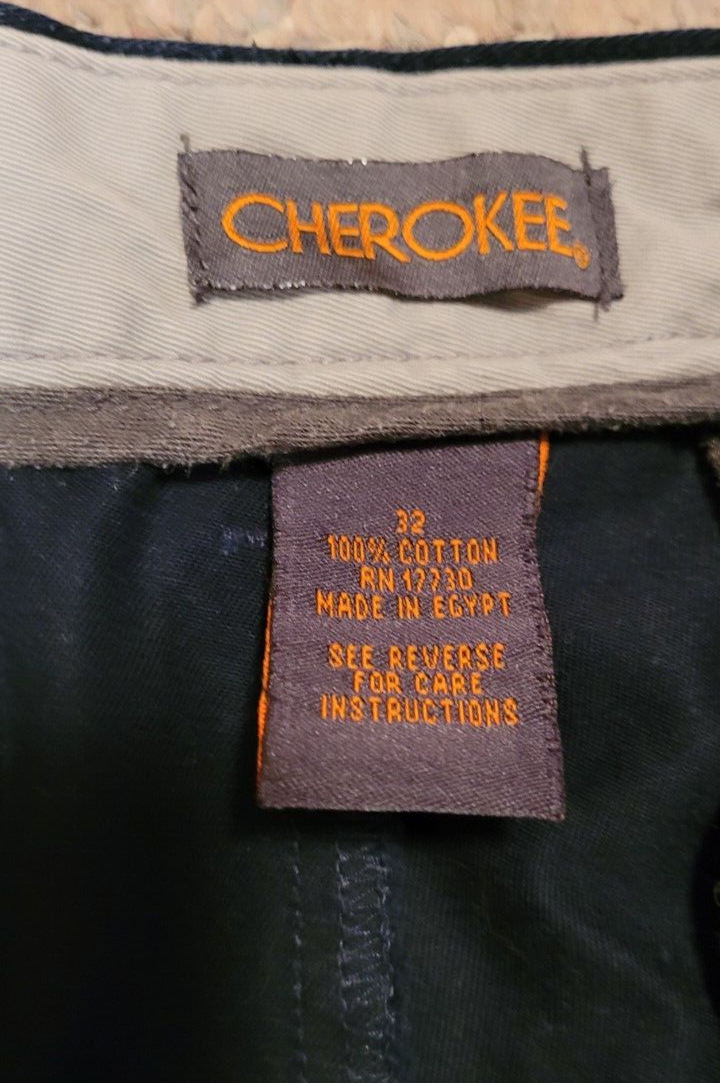 CHEROKEE®
32
100% COTTON
RN 17730
MADE IN EGYPT
SEE REVERSE
FOR CARE
INSTRUCTIONS